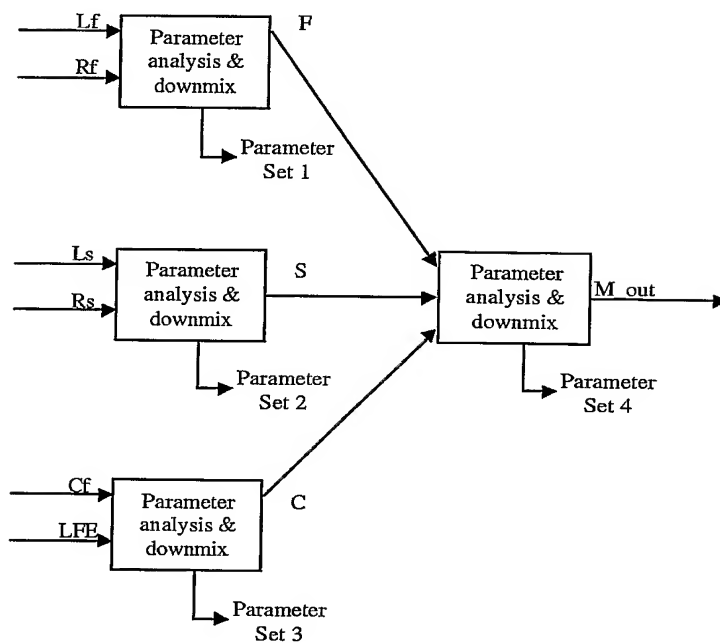 Lf
F
Rf
Parameter
analysis &
downmix
Parameter
Set 1
Ls
S
Rs
Parameter
analysis &
downmix
Parameter
Set 2
Parameter
analysis &
downmix
M_out
Parameter
Set 4
Cf
C
LFE
Parameter
analysis &
downmix
Parameter
Set 3